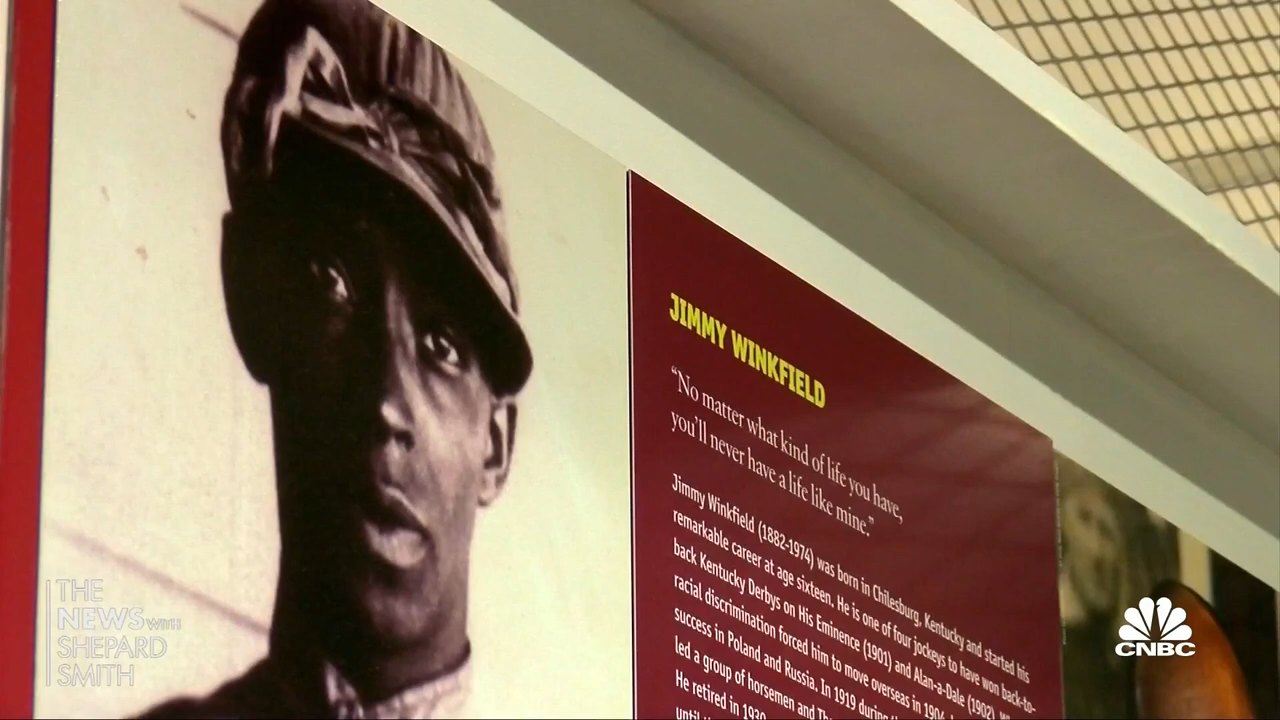 JIMMY WINKFIELD
“No matter what kind of life you have,
you’ll never have a life like mine.”
Jimmy Winkfield (1882-1974) was born in Chilesburg, Kentucky and started his
remarkable career at age sixteen. He is one of four jockeys to have won back-to-
back Kentucky Derbys on His Eminence (1901) and Alan-a-Dale (1902).
racial discrimination forced him to move overseas in
success in Poland and Russia. In 1919 during
led a group of horsemen and
He retired in 1930
until
THE
NEWS WITH
SHEPARD
SMITH
CNBC